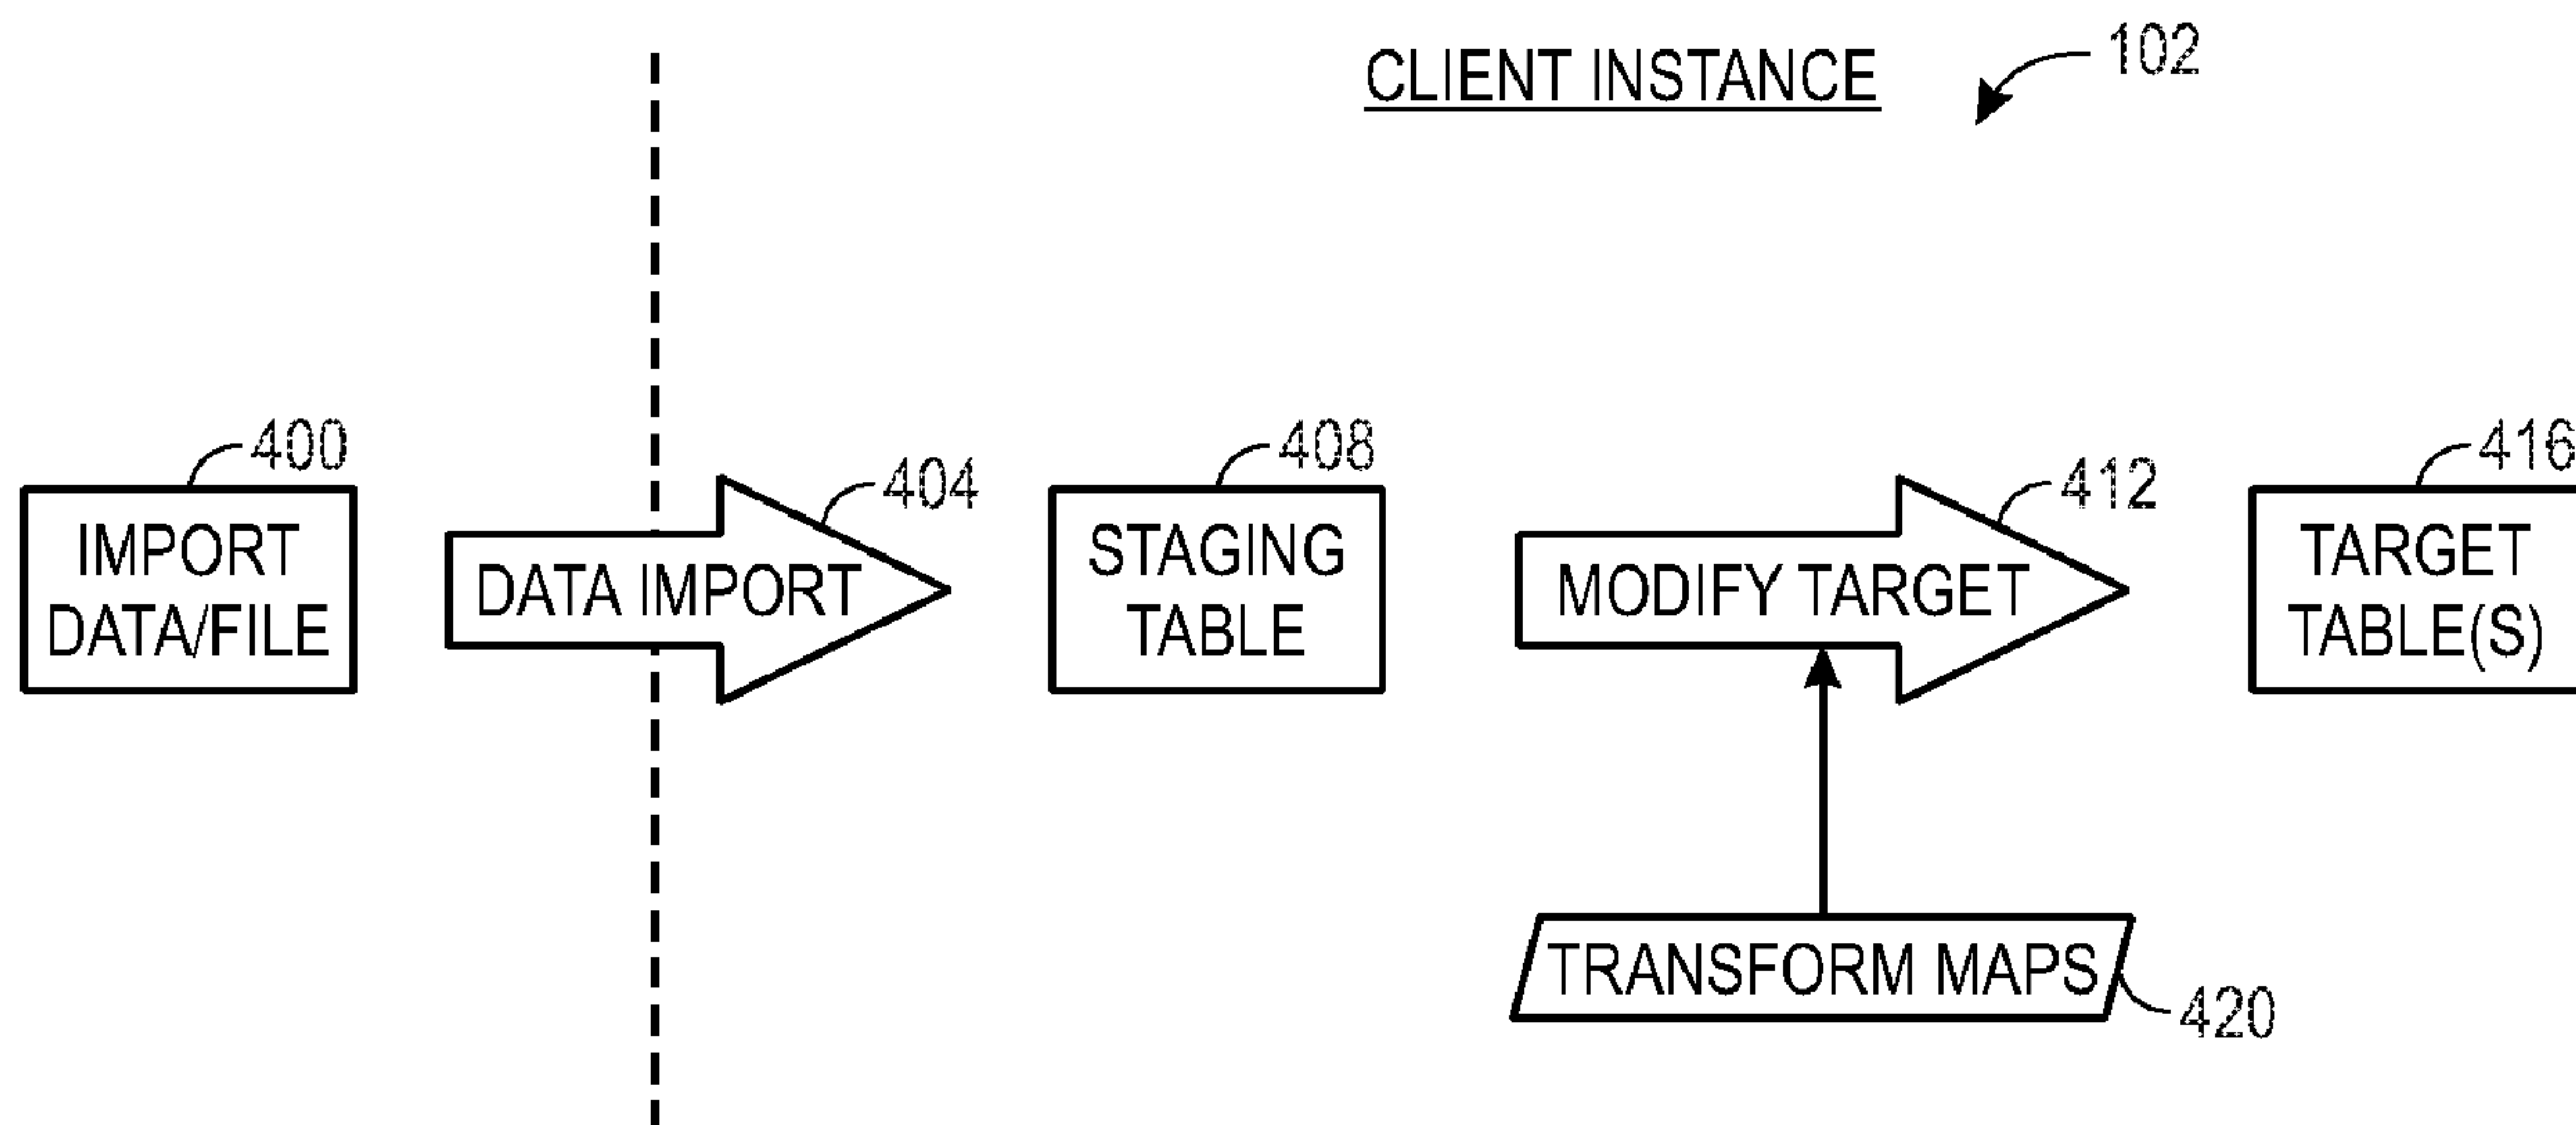 CLIENT INSTANCE
102
400
IMPORT
DATA/FILE
404
DATA IMPORT
408
STAGING
TABLE
412
MODIFY TARGET
416
TARGET
TABLE(S)
TRANSFORM MAPS
420